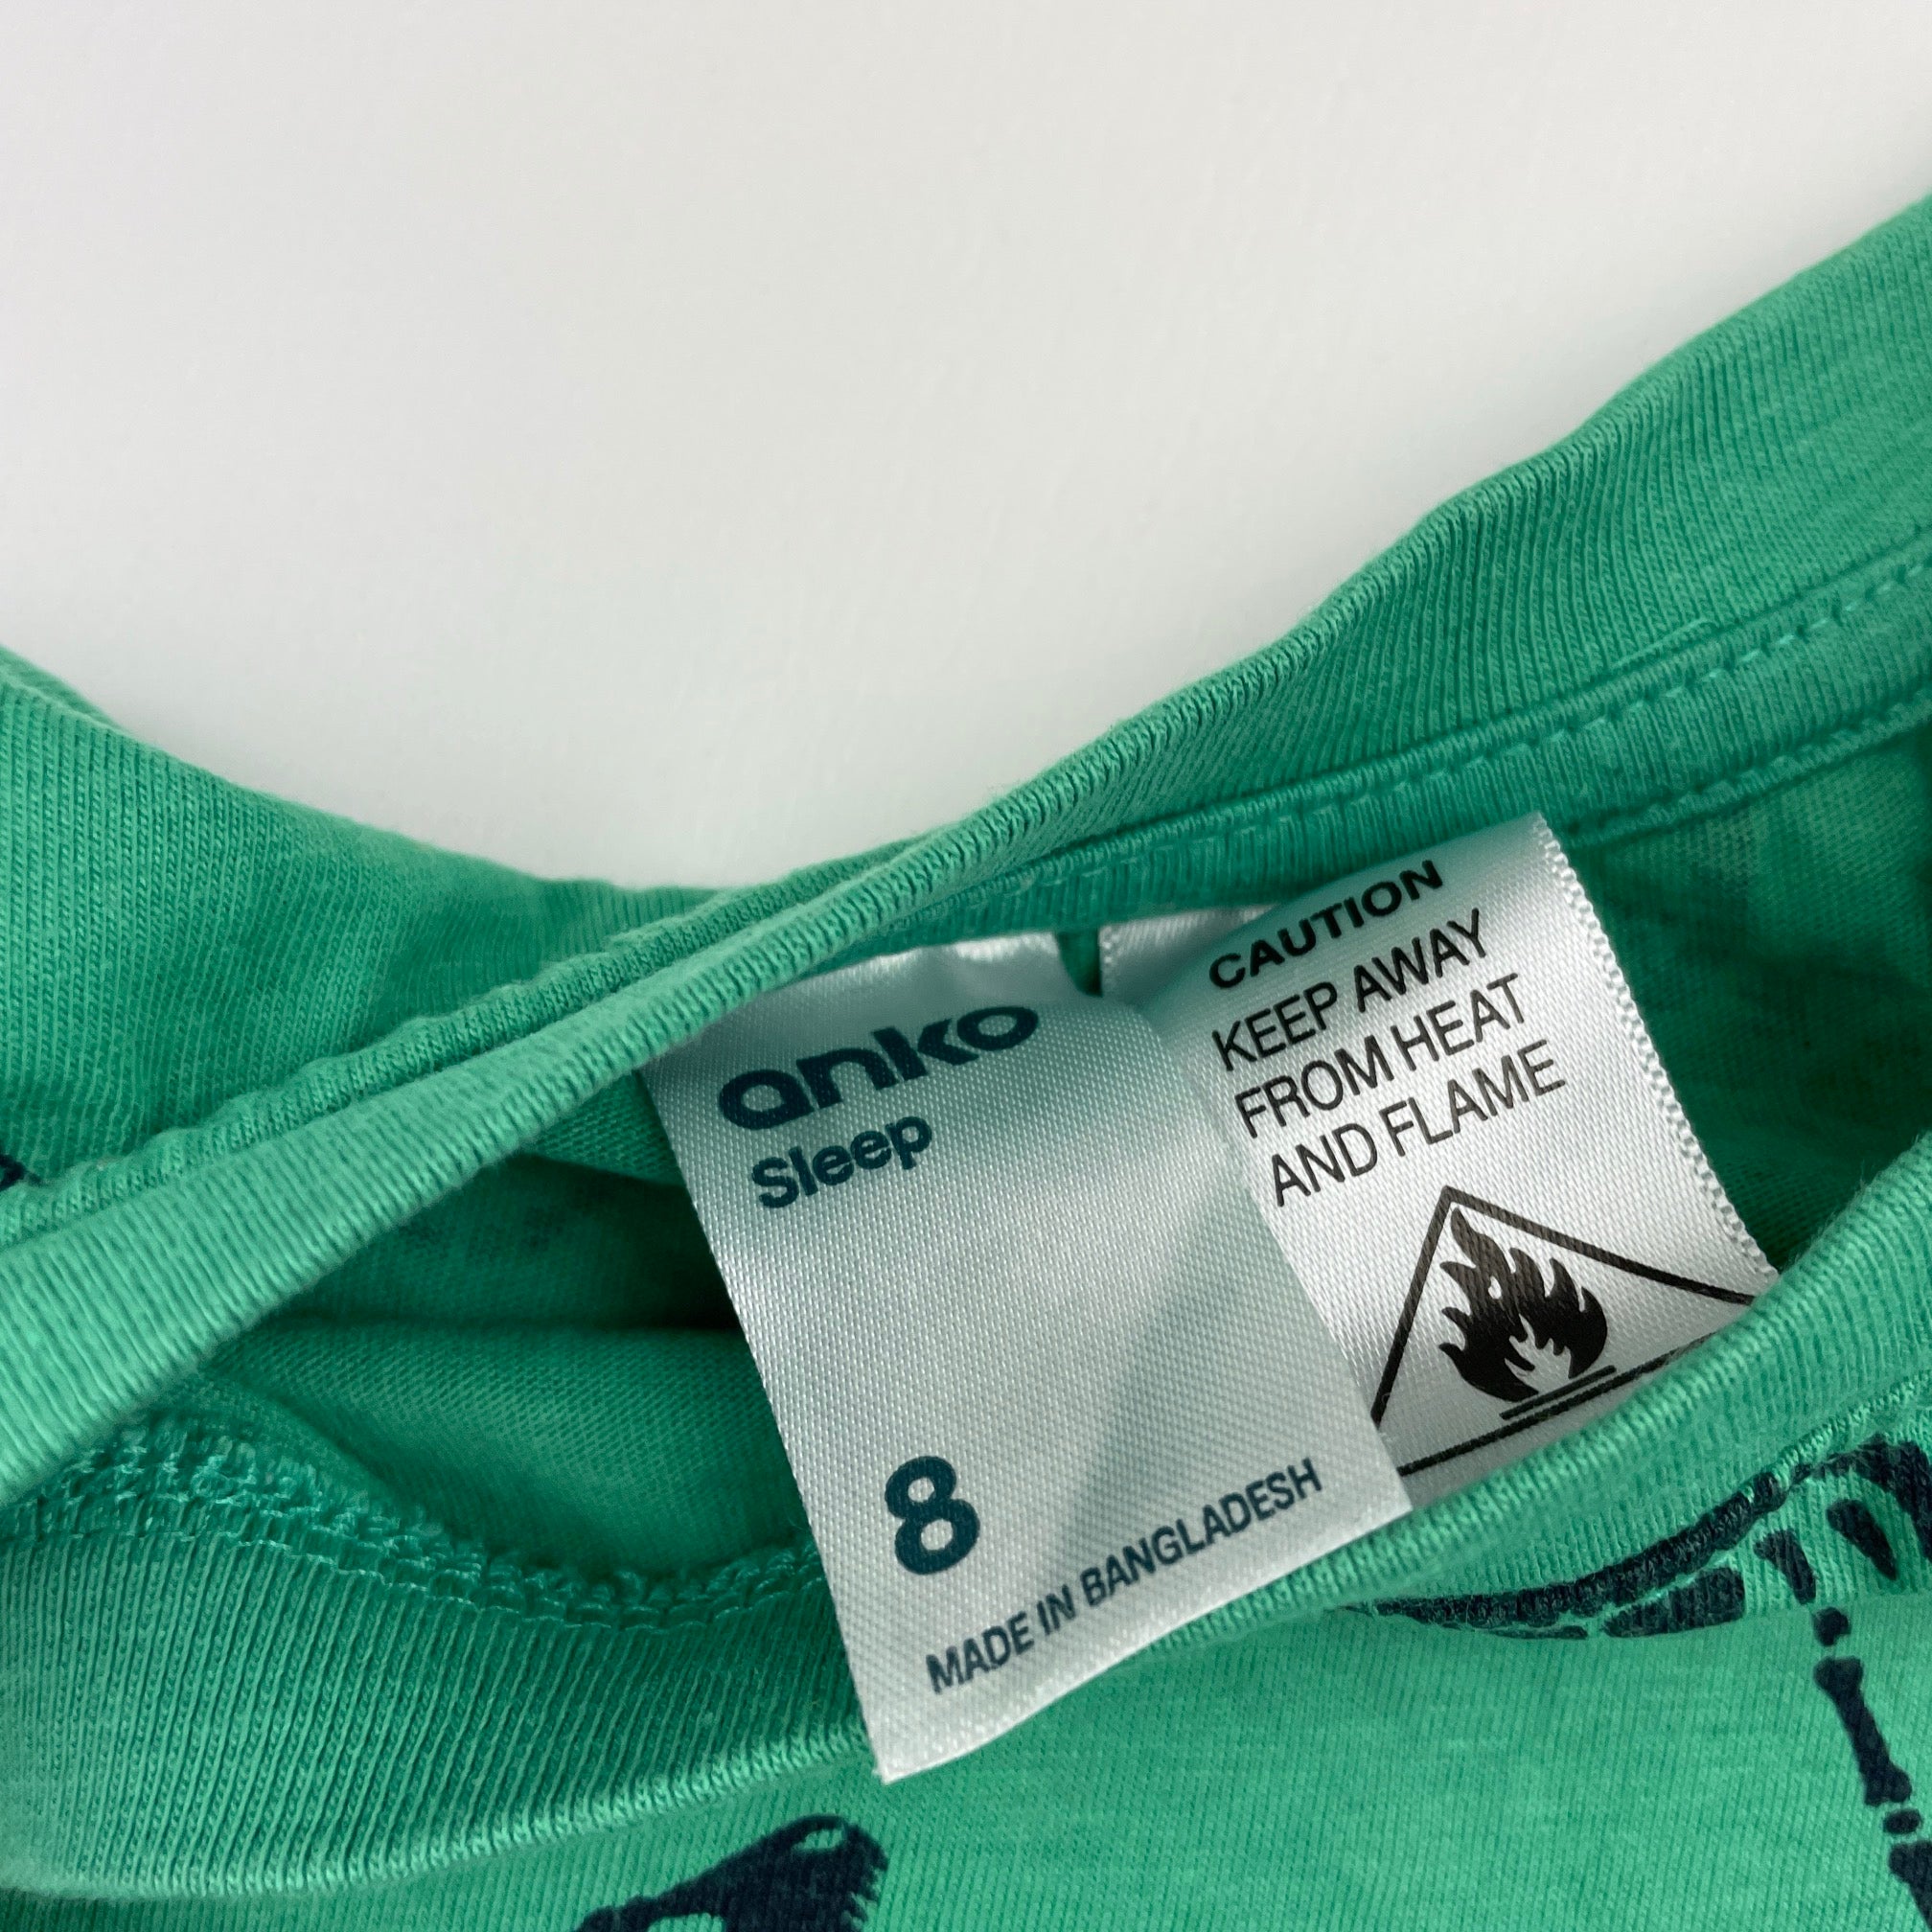 anko
Sleep
8
MADE IN BANGLADESH
CAUTION
KEEP AWAY
FROM HEAT
AND FLAME